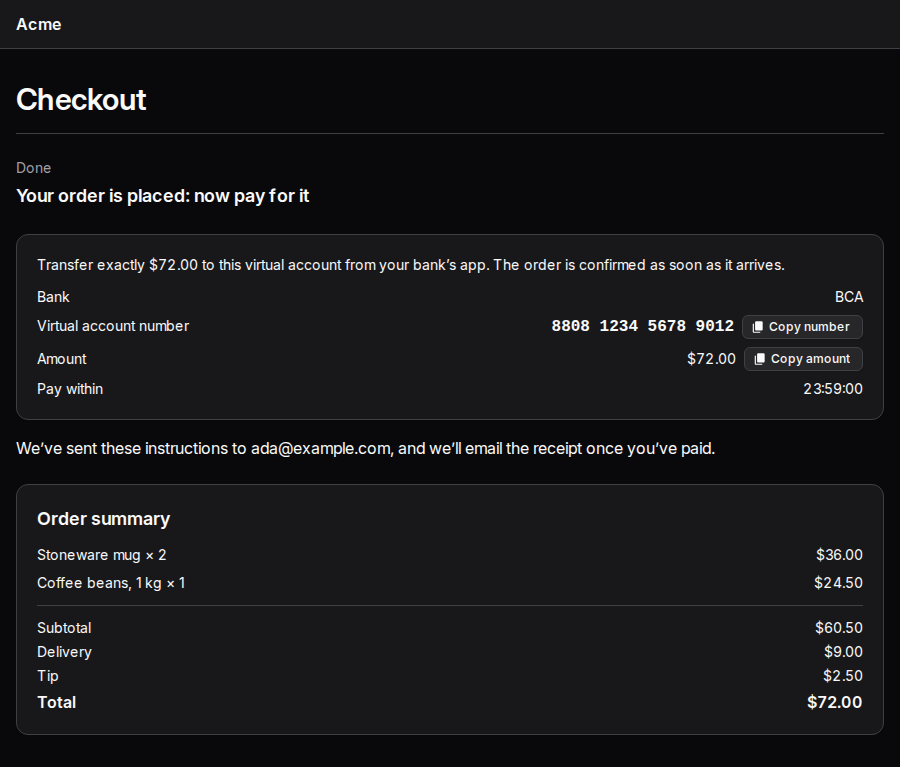 Acme
Checkout
Done
Your order is placed: now pay for it
Transfer exactly $72.00 to this virtual account from your bank’s app. The order is confirmed as soon as it arrives.
Bank BCA
Virtual account number 8808 1234 5678 9012 Copy number
Amount $72.00 Copy amount
Pay within 23:59:00
We’ve sent these instructions to ada@example.com, and we’ll email the receipt once you’ve paid.
Order summary
Stoneware mug × 2 $36.00
Coffee beans, 1 kg × 1 $24.50
Subtotal $60.50
Delivery $9.00
Tip $2.50
Total $72.00